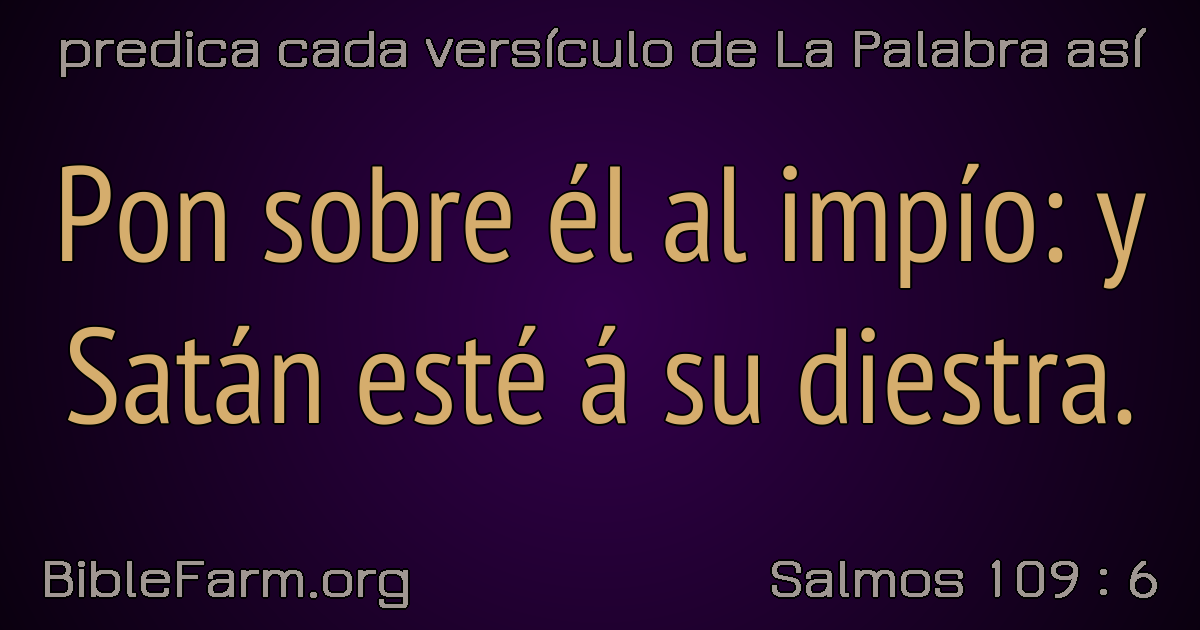 predica cada versículo de La Palabra así
Pon sobre él al impío: y
Satán esté á su diestra.
BibleFarm.org
Salmos 109 : 6